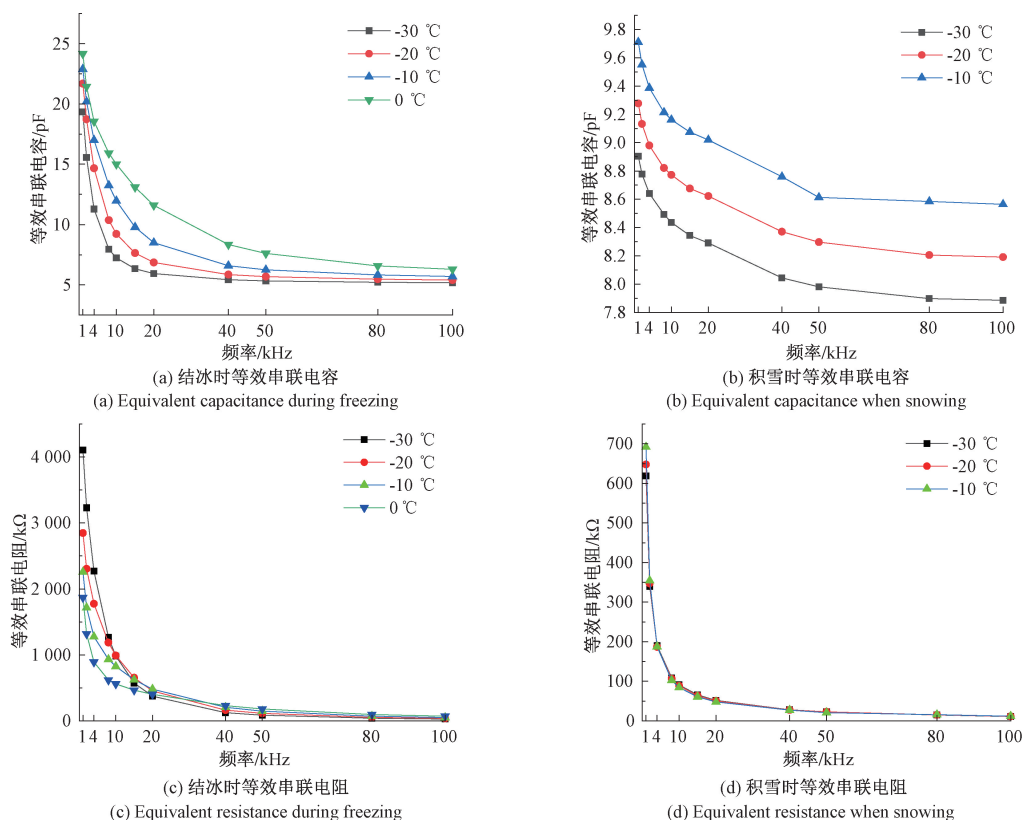 -30 ℃
-20 ℃
-10 ℃
0 ℃
等效串联电容/pF
25
20
15
10
5
1 4 10 20 40 50 80 100
频率/kHz
(a) 结冰时等效串联电容
(a) Equivalent capacitance during freezing
-30 ℃
-20 ℃
-10 ℃
等效串联电容/pF
9.8
9.6
9.4
9.2
9.0
8.8
8.6
8.4
8.2
8.0
7.8
1 4 10 20 40 50 80 100
频率/kHz
(b) 积雪时等效串联电容
(b) Equivalent capacitance when snowing
-30 ℃
-20 ℃
-10 ℃
0 ℃
等效串联电阻/kΩ
4 000
3 000
2 000
1 000
0
1 4 10 20 40 50 80 100
频率/kHz
(c) 结冰时等效串联电阻
(c) Equivalent resistance during freezing
-30 ℃
-20 ℃
-10 ℃
等效串联电阻/kΩ
700
600
500
400
300
200
100
0
1 4 10 20 40 50 80 100
频率/kHz
(d) 积雪时等效串联电阻
(d) Equivalent resistance when snowing